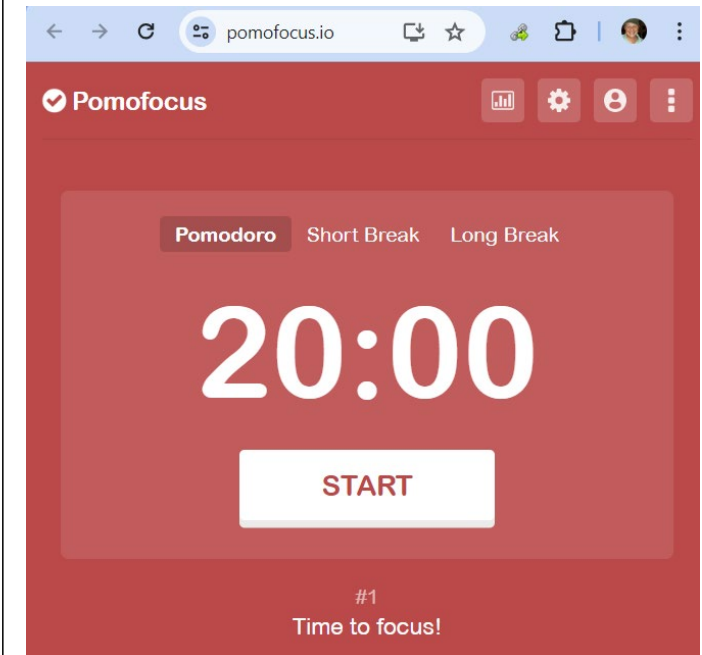 pomofocus.io
Pomofocus
Pomodoro Short Break Long Break
20:00
START
#1
Time to focus!